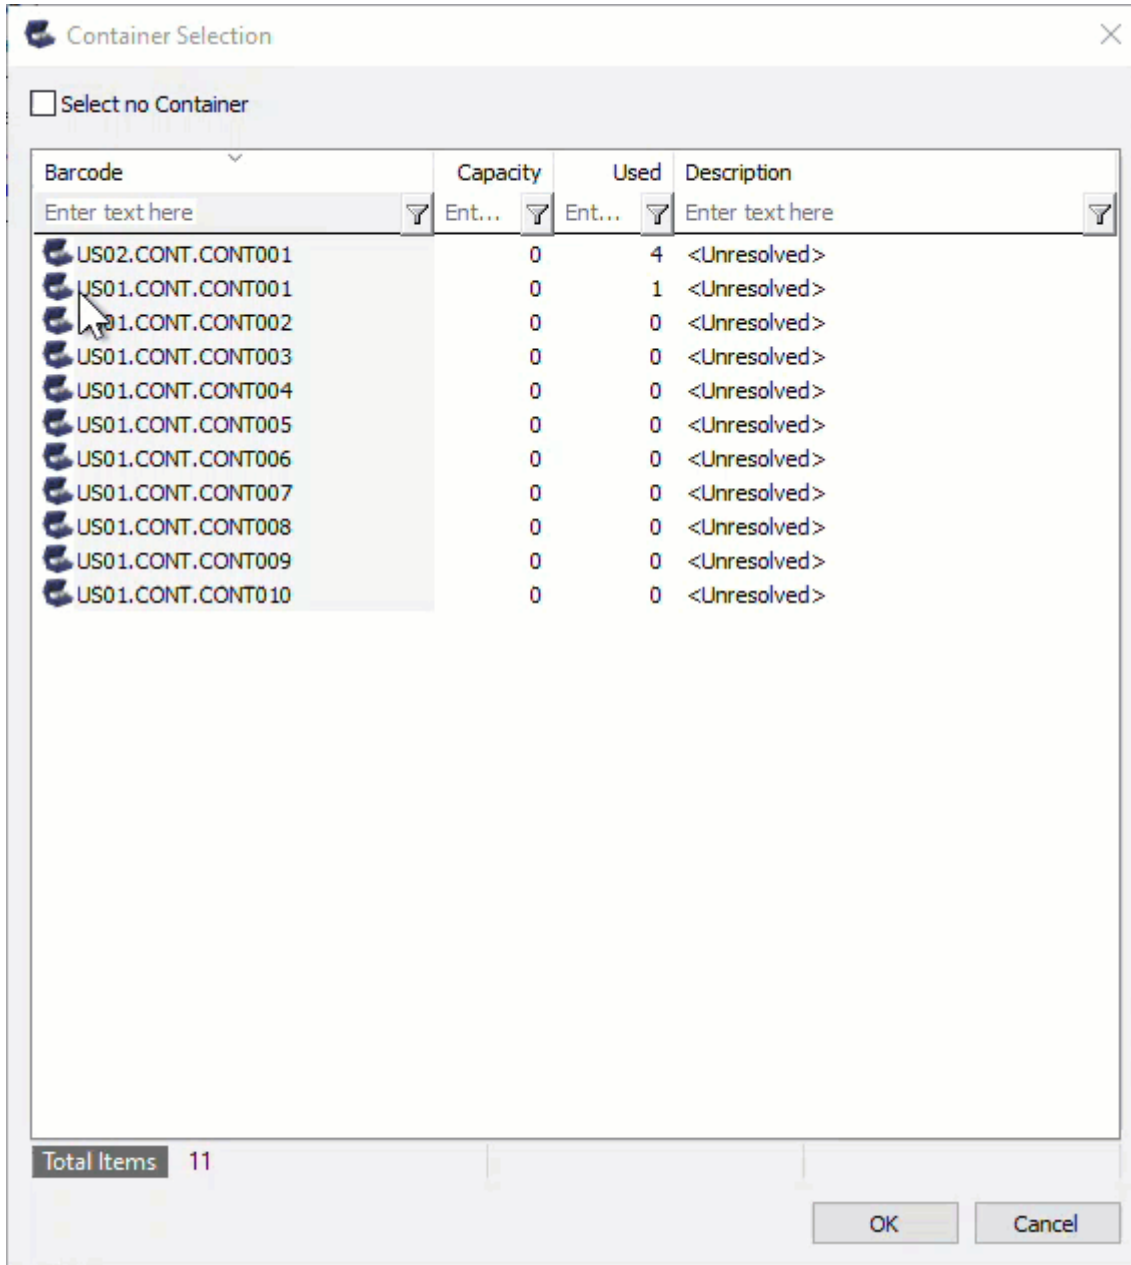 Container Selection
Select no Container
Barcode Capacity Used Description
Enter text here Ent... Ent... Enter text here
US02.CONT.CONT001 0 4 <Unresolved>
US01.CONT.CONT001 0 1 <Unresolved>
01.CONT.CONT002 0 0 <Unresolved>
US01.CONT.CONT003 0 0 <Unresolved>
US01.CONT.CONT004 0 0 <Unresolved>
US01.CONT.CONT005 0 0 <Unresolved>
US01.CONT.CONT006 0 0 <Unresolved>
US01.CONT.CONT007 0 0 <Unresolved>
US01.CONT.CONT008 0 0 <Unresolved>
US01.CONT.CONT009 0 0 <Unresolved>
US01.CONT.CONT010 0 0 <Unresolved>
Total Items 11
OK Cancel